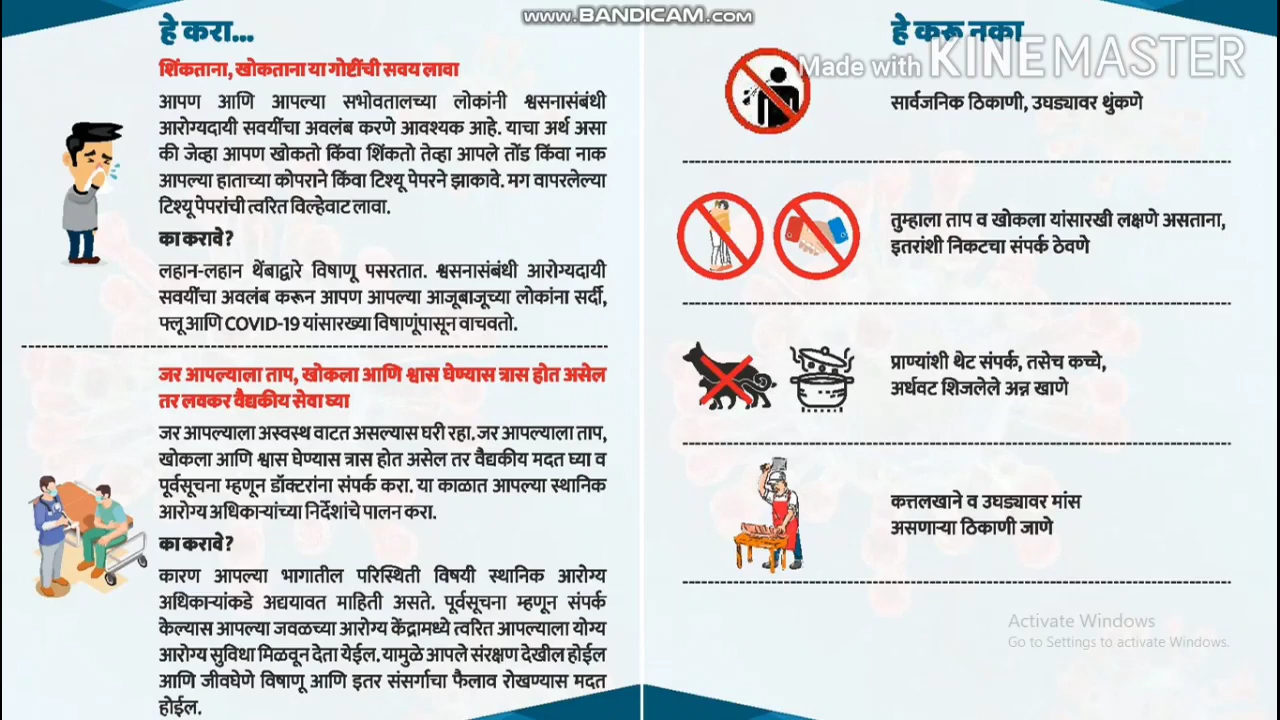 www.BANDICAM.com
हे करा...
शिंकताना, खोकताना या गोष्टींची सवय लावा
आपण आणि आपल्या सभोवतालच्या लोकांनी श्वसनासंबंधी
आरोग्यदायी सवयींचा अवलंब करणे आवश्यक आहे. याचा अर्थ असा
की जेव्हा आपण खोकतो किंवा शिंकतो तेव्हा आपले तोंड किंवा नाक
आपल्या हाताच्या कोपराने किंवा टिश्यू पेपरने झाकावे. मग वापरलेल्या
टिश्यू पेपरांची त्वरित विल्हेवाट लावा.
का करावे?
लहान-लहान थेंबाद्वारे विषाणू पसरतात. श्वसनासंबंधी आरोग्यदायी
सवयींचा अवलंब करून आपण आपल्या आजूबाजूच्या लोकांना सर्दी,
फ्लू आणि COVID-19 यांसारख्या विषाणूंपासून वाचवतो.
जर आपल्याला ताप, खोकला आणि श्वास घेण्यास त्रास होत असेल
तर लवकर वैद्यकीय सेवा घ्या
जर आपल्याला अस्वस्थ वाटत असल्यास घरी रहा. जर आपल्याला ताप,
खोकला आणि श्वास घेण्यास त्रास होत असेल तर वैद्यकीय मदत घ्या व
पूर्वसूचना म्हणून डॉक्टरांना संपर्क करा. या काळात आपल्या स्थानिक
आरोग्य अधिकाऱ्यांच्या निर्देशांचे पालन करा.
का करावे?
कारण आपल्या भागातील परिस्थिती विषयी स्थानिक आरोग्य
अधिकाऱ्यांकडे अद्ययावत माहिती असते. पूर्वसूचना म्हणून संपर्क
केल्यास आपल्या जवळच्या आरोग्य केंद्रामध्ये त्वरित आपल्याला योग्य
आरोग्य सुविधा मिळवून देता येईल. यामुळे आपले संरक्षण देखील होईल
आणि जीवघेणे विषाणू आणि इतर संसर्गाचा फैलाव रोखण्यास मदत
होईल.
हे करू नका
Made with KINEMASTER
सार्वजनिक ठिकाणी, उघड्यावर थुंकणे
तुम्हाला ताप व खोकला यांसारखी लक्षणे असताना,
इतरांशी निकटचा संपर्क ठेवणे
प्राण्यांशी थेट संपर्क, तसेच कच्चे,
अर्धवट शिजलेले अन्न खाणे
कत्तलखाने व उघड्यावर मांस
असणाऱ्या ठिकाणी जाणे
Activate Windows
Go to Settings to activate Windows.